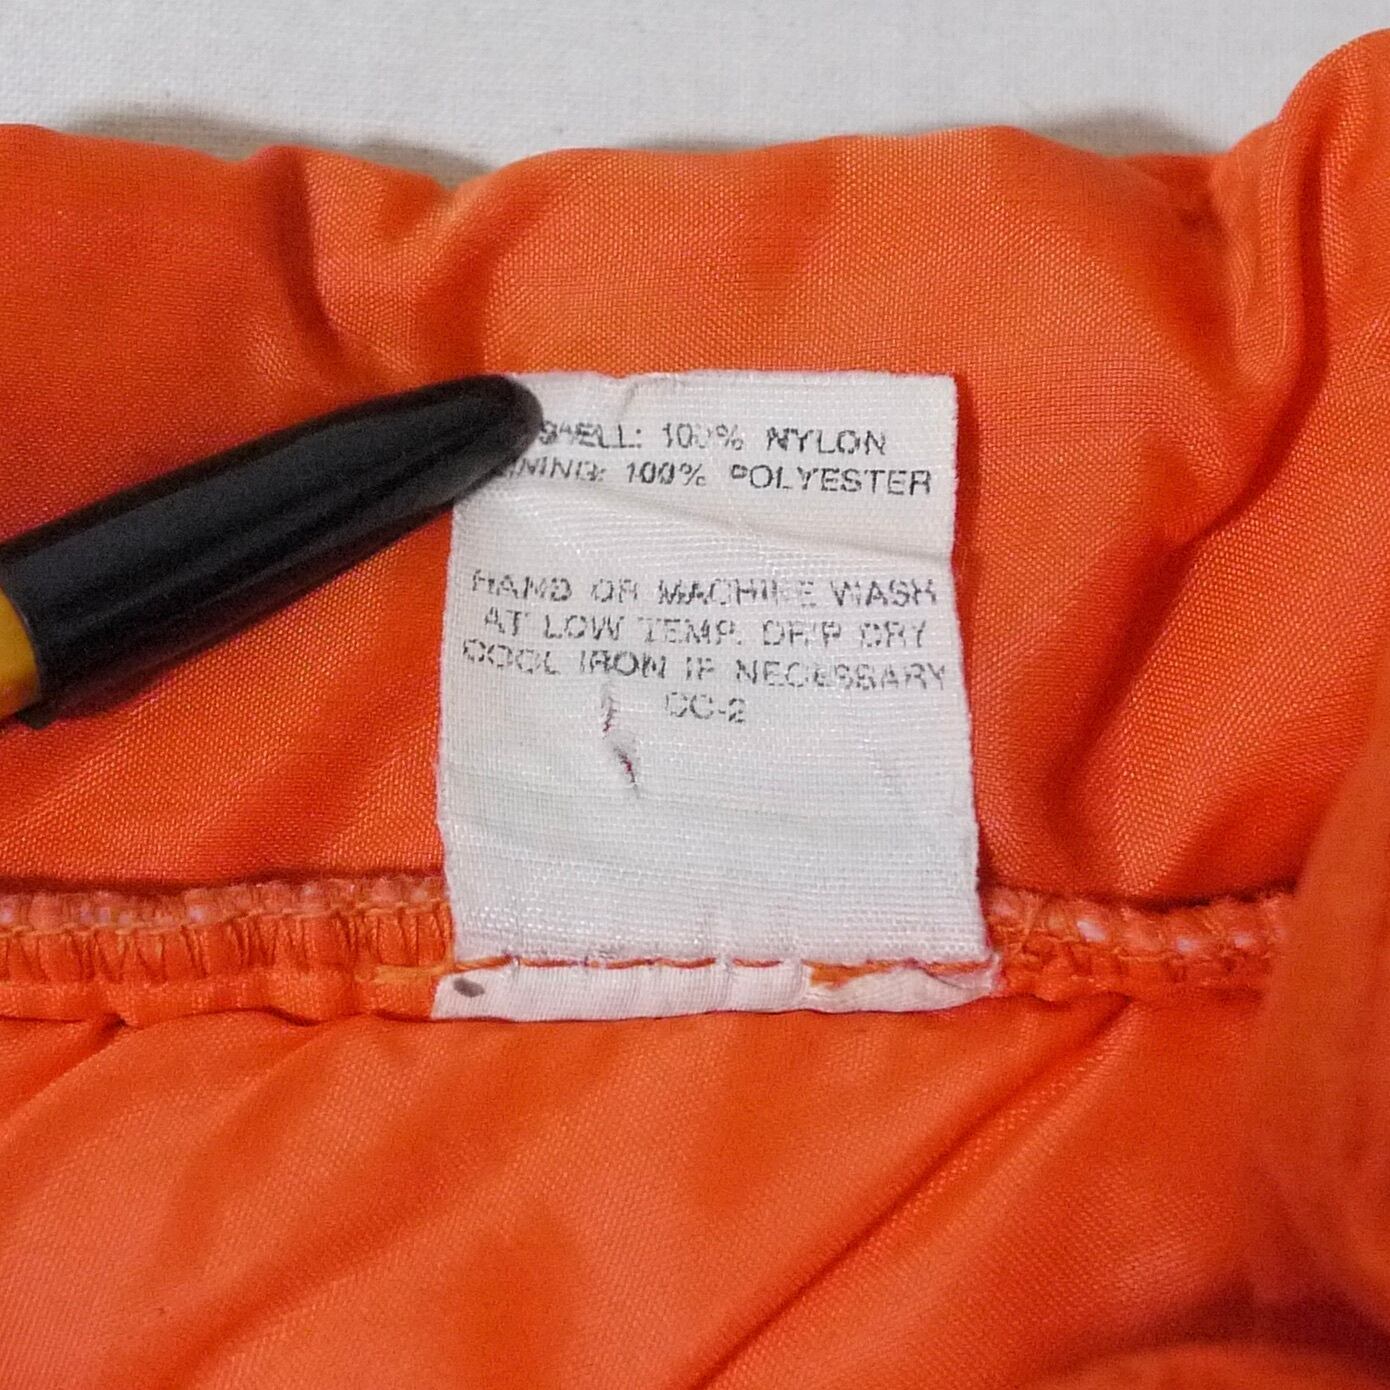 SHELL: 100% NYLON
LINING: 100% POLYESTER
HAND OR MACHINE WASH
AT LOW TEMP. DRIP DRY
COOL IRON IF NECESSARY
CC-2